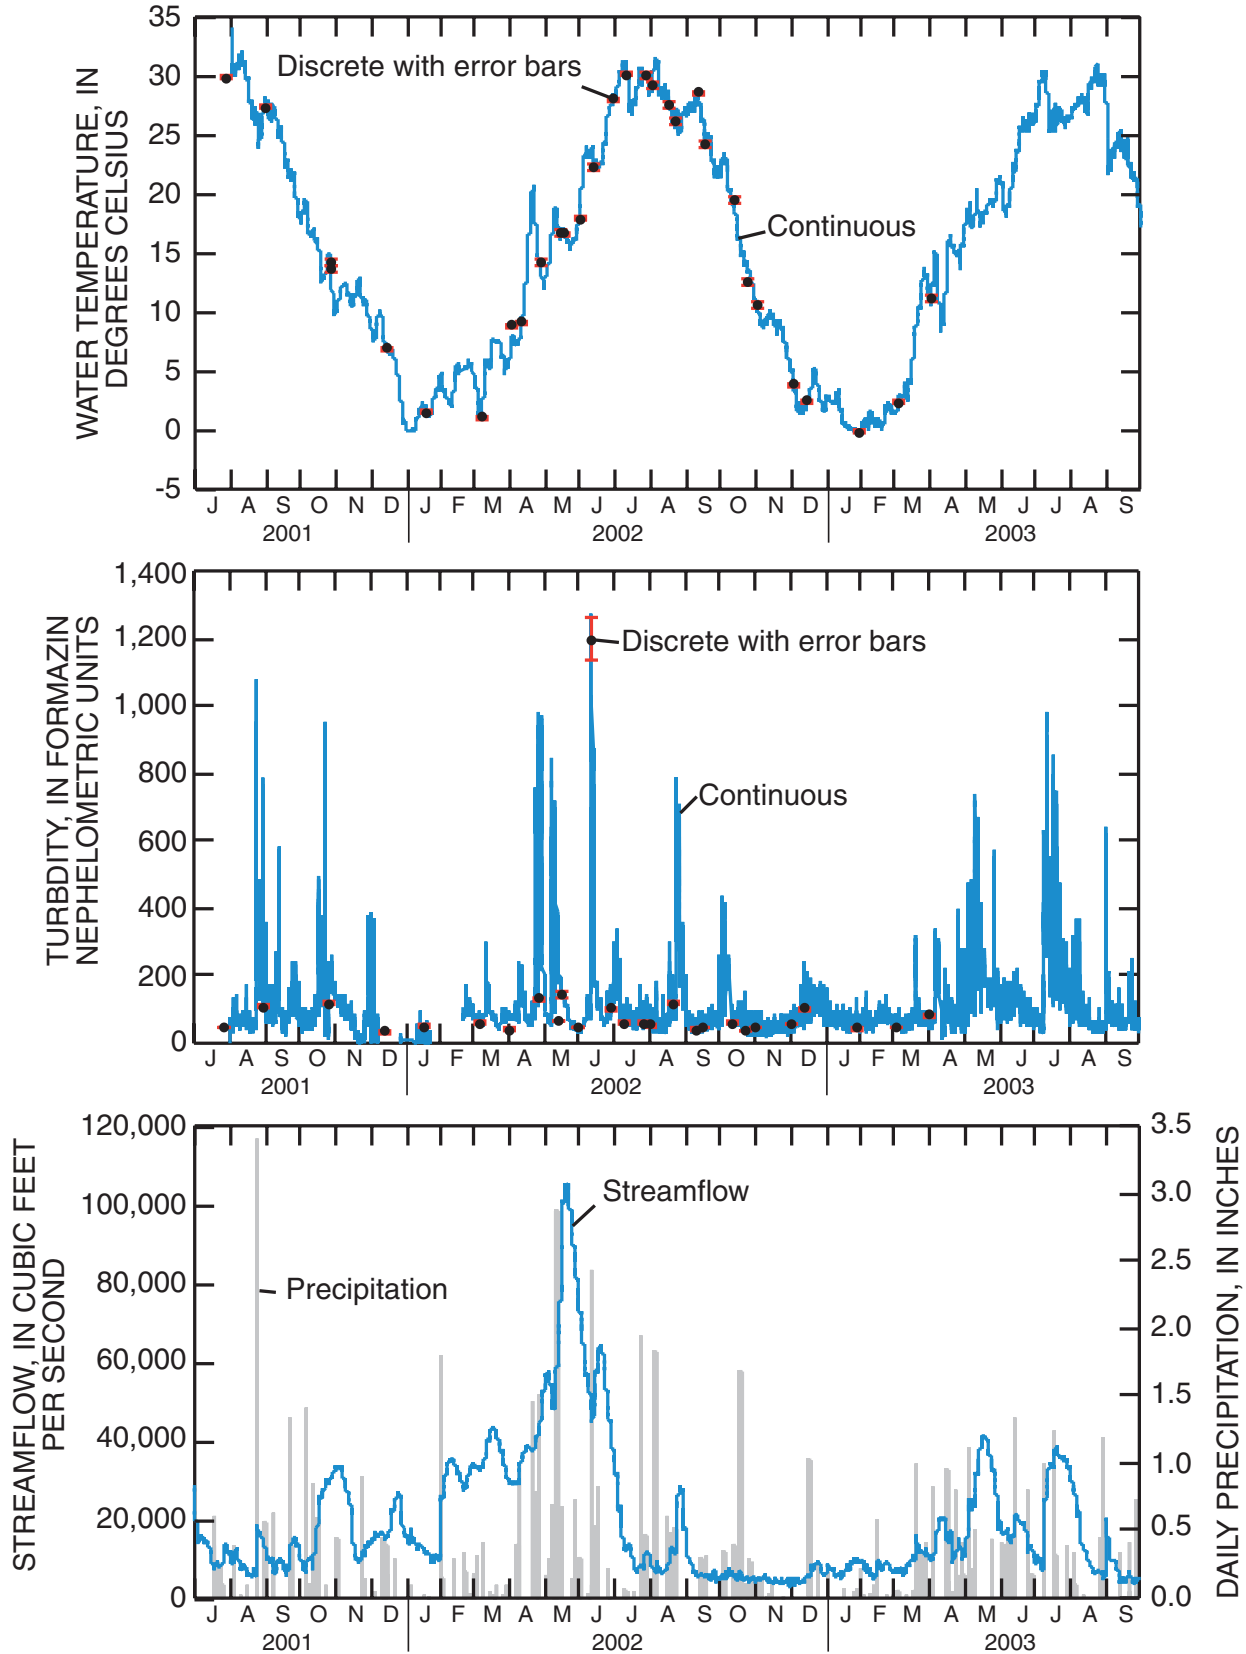 WATER TEMPERATURE, IN
DEGREES CELSIUS
35
30
25
20
15
10
5
0
-5
Discrete with error bars
Continuous
J A S O N D J F M A M J J A S O N D J F M A M J J A S
2001 2002 2003
TURBDITY, IN FORMAZIN
NEPHELOMETRIC UNITS
1,400
1,200
1,000
800
600
400
200
0
Discrete with error bars
Continuous
J A S O N D J F M A M J J A S O N D J F M A M J J A S
2001 2002 2003
STREAMFLOW, IN CUBIC FEET
PER SECOND
120,000
100,000
80,000
60,000
40,000
20,000
0
Streamflow
Precipitation
3.5
3.0
2.5
2.0
1.5
1.0
0.5
0.0
DAILY PRECIPITATION, IN INCHES
J A S O N D J F M A M J J A S O N D J F M A M J J A S
2001 2002 2003